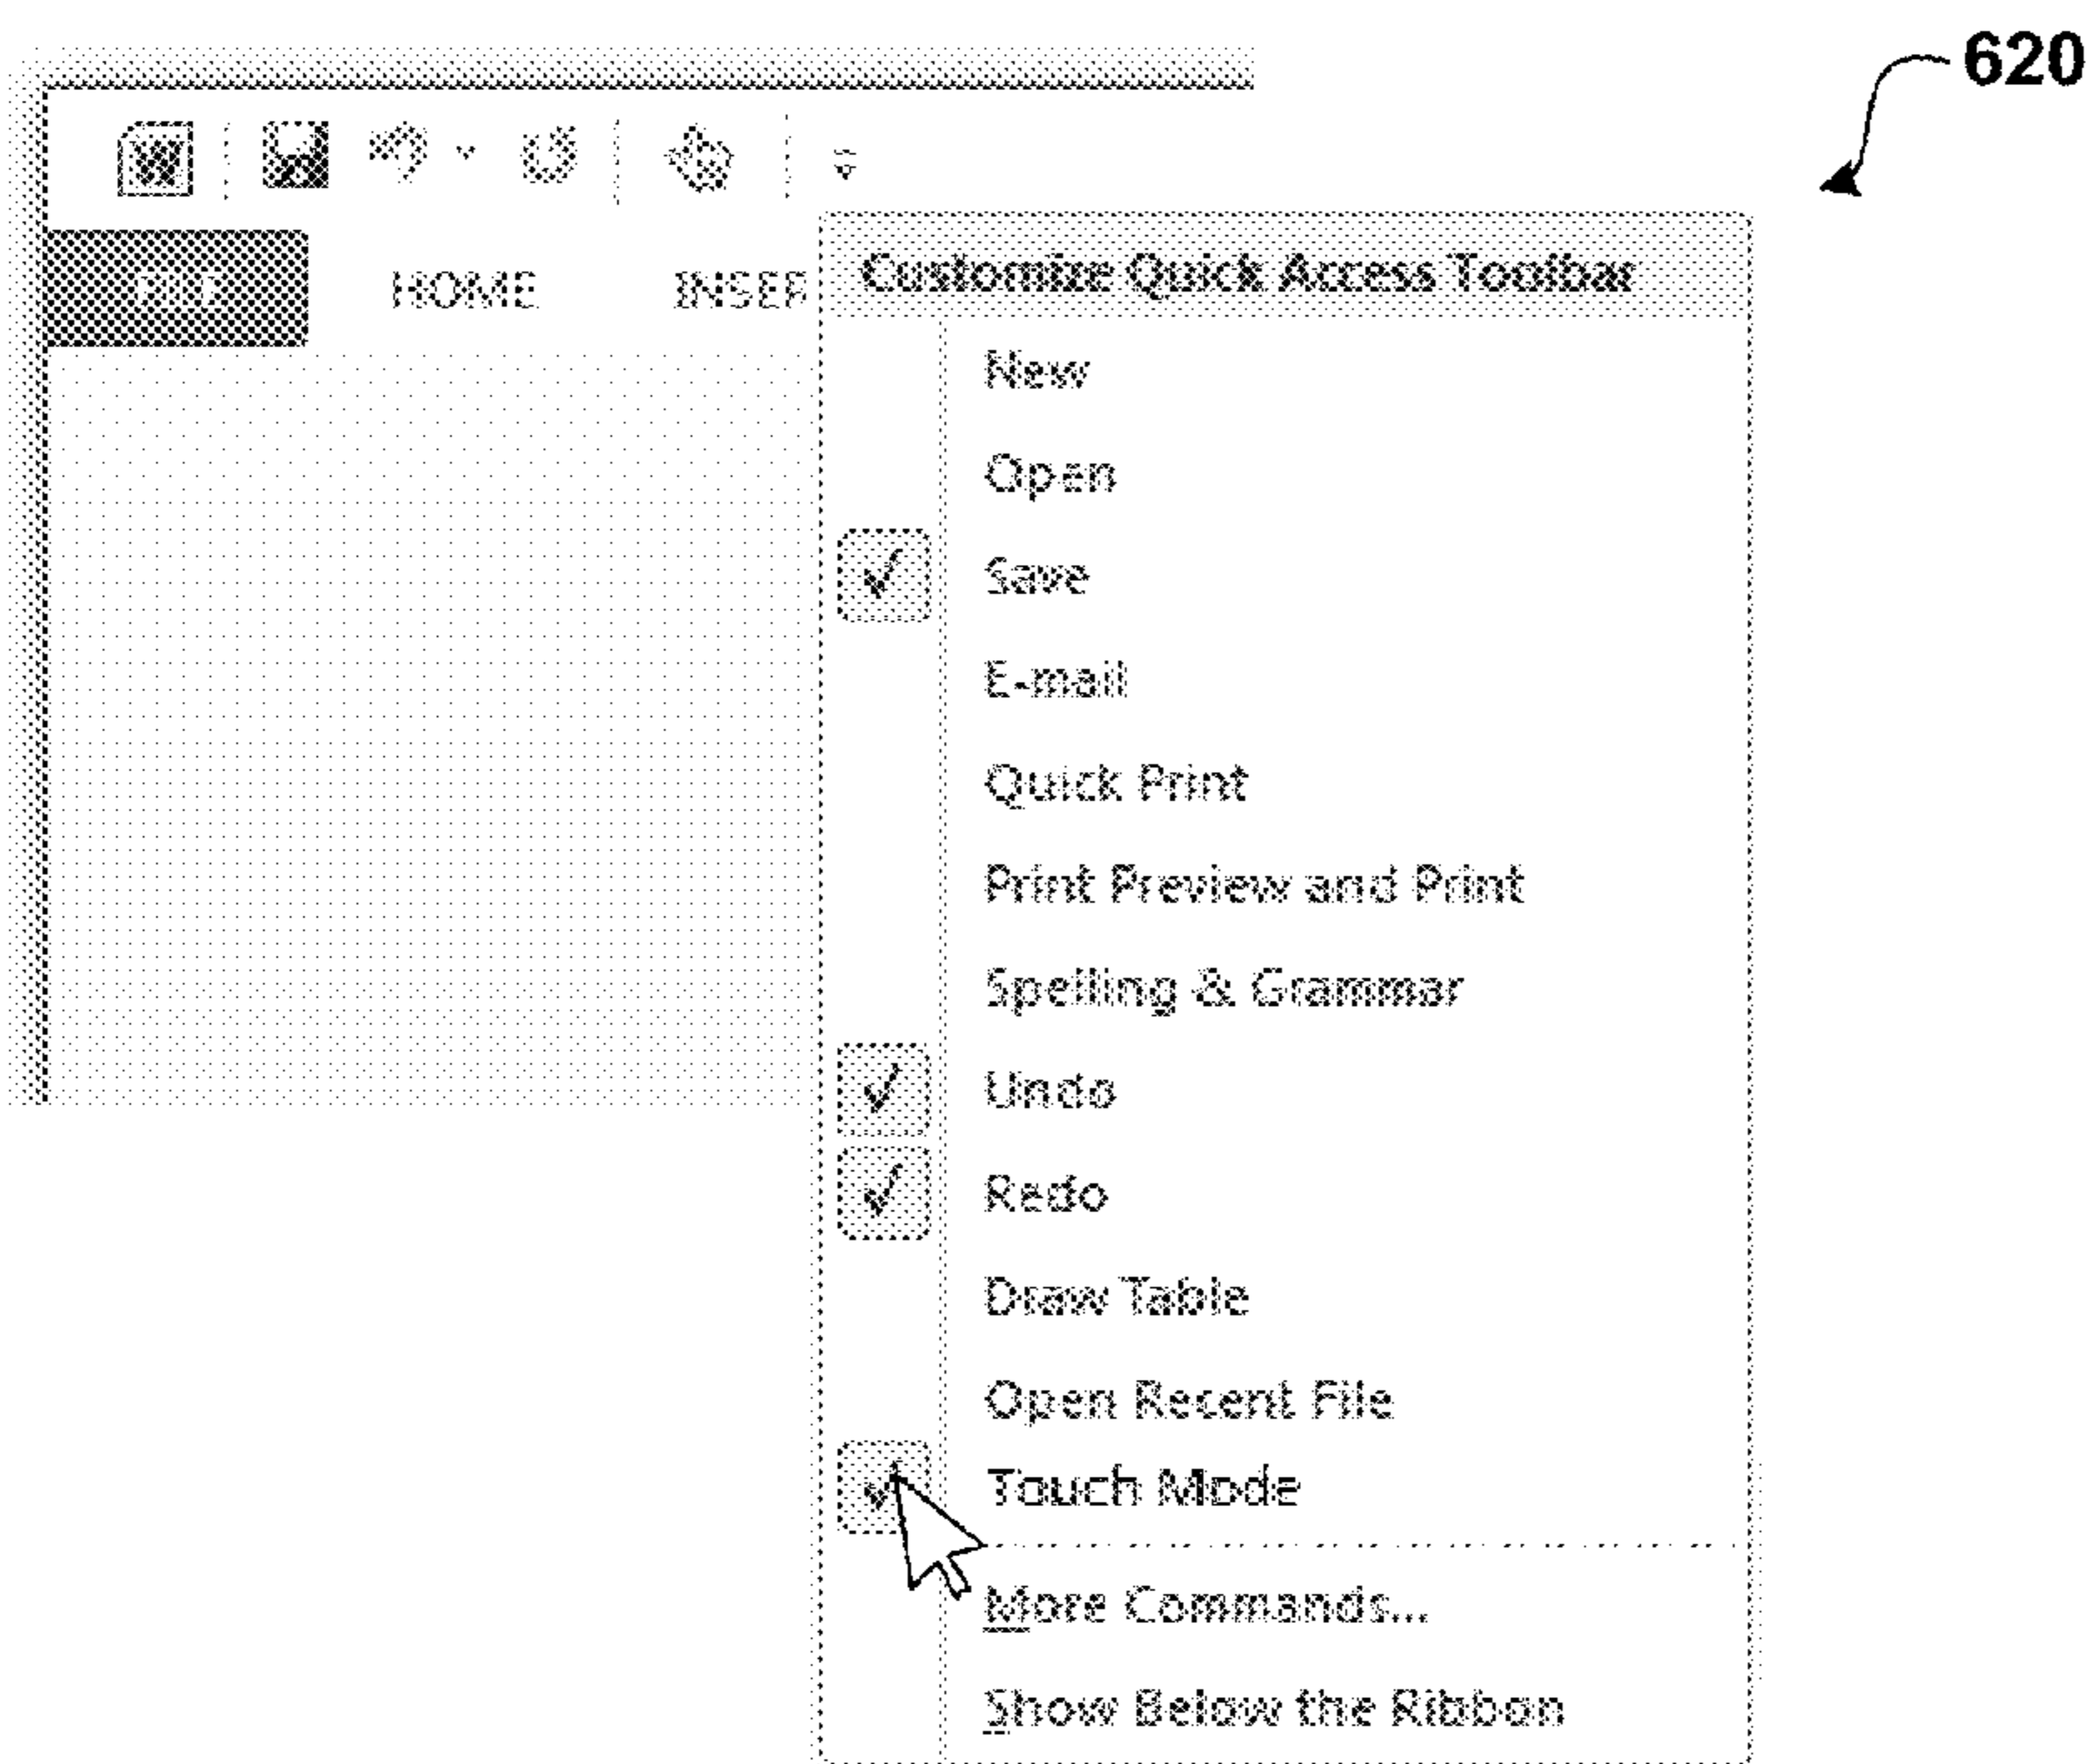 620
W
FILE HOME INSER
Customize Quick Access Toolbar
New
Open
Save
E-mail
Quick Print
Print Preview and Print
Spelling & Grammar
Undo
Redo
Draw Table
Open Recent File
Touch Mode
More Commands...
Show Below the Ribbon